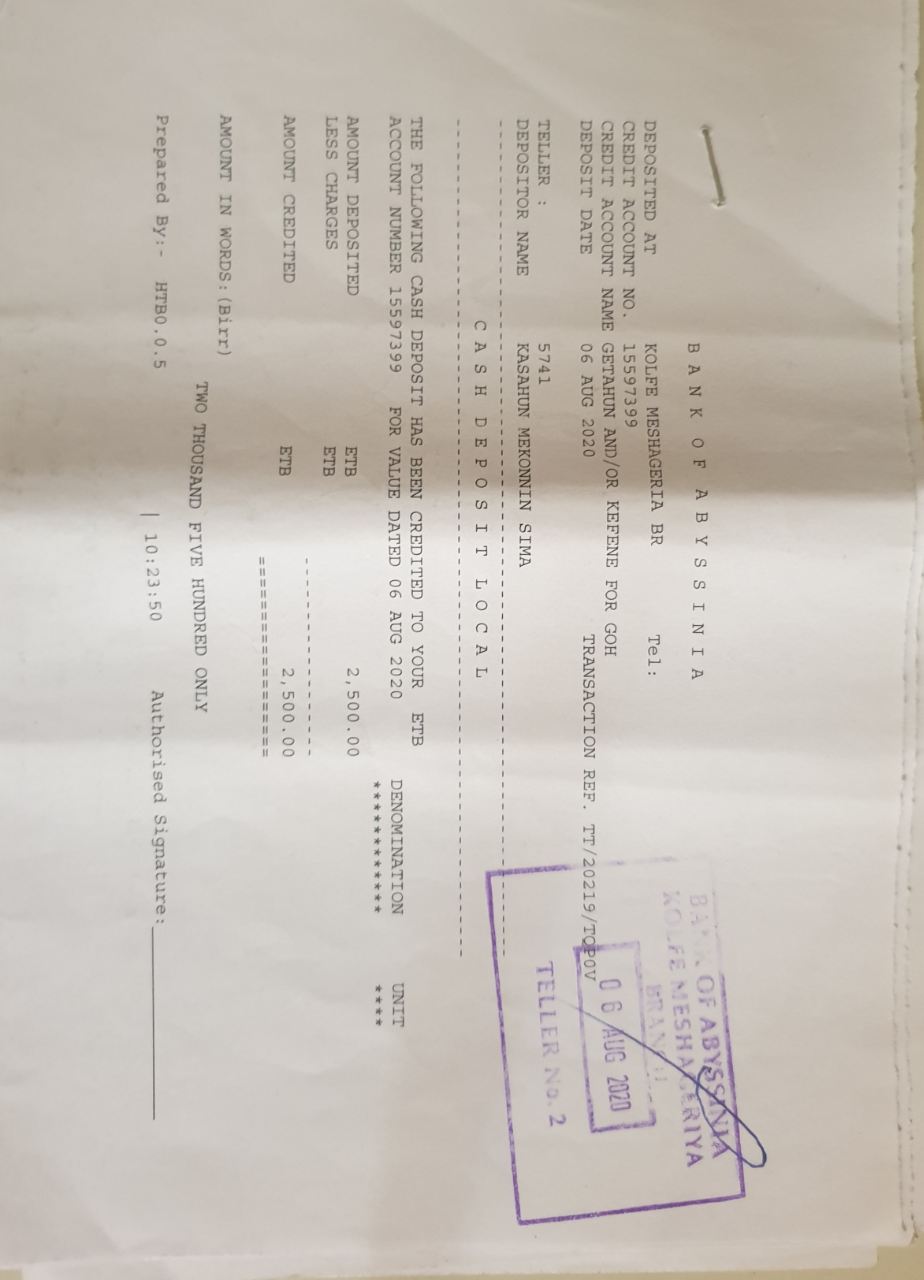 B A N K   O F   A B Y S S I N I A
DEPOSITED AT KOLFE MESHAGERIA BR Tel:
CREDIT ACCOUNT NO. 15597399
CREDIT ACCOUNT NAME GETAHUN AND/OR KEFENE FOR GOH
DEPOSIT DATE 06 AUG 2020 TRANSACTION REF. TT/20219/TQP0V
TELLER : 5741
DEPOSITOR NAME KASAHUN MEKONNIN SIMA
C A S H   D E P O S I T   L O C A L
THE FOLLOWING CASH DEPOSIT HAS BEEN CREDITED TO YOUR ETB
ACCOUNT NUMBER 15597399 FOR VALUE DATED 06 AUG 2020 DENOMINATION UNIT
************ ****
AMOUNT DEPOSITED ETB 2,500.00
LESS CHARGES ETB
AMOUNT CREDITED ETB 2,500.00
AMOUNT IN WORDS:(Birr)
TWO THOUSAND FIVE HUNDRED ONLY
Prepared By:- HTB0.0.5 | 10:23:50 Authorised Signature:
BANK OF ABYSSINIA
KOLFE MESHAGERIYA
BRANCH
06 AUG 2020
TELLER No. 2